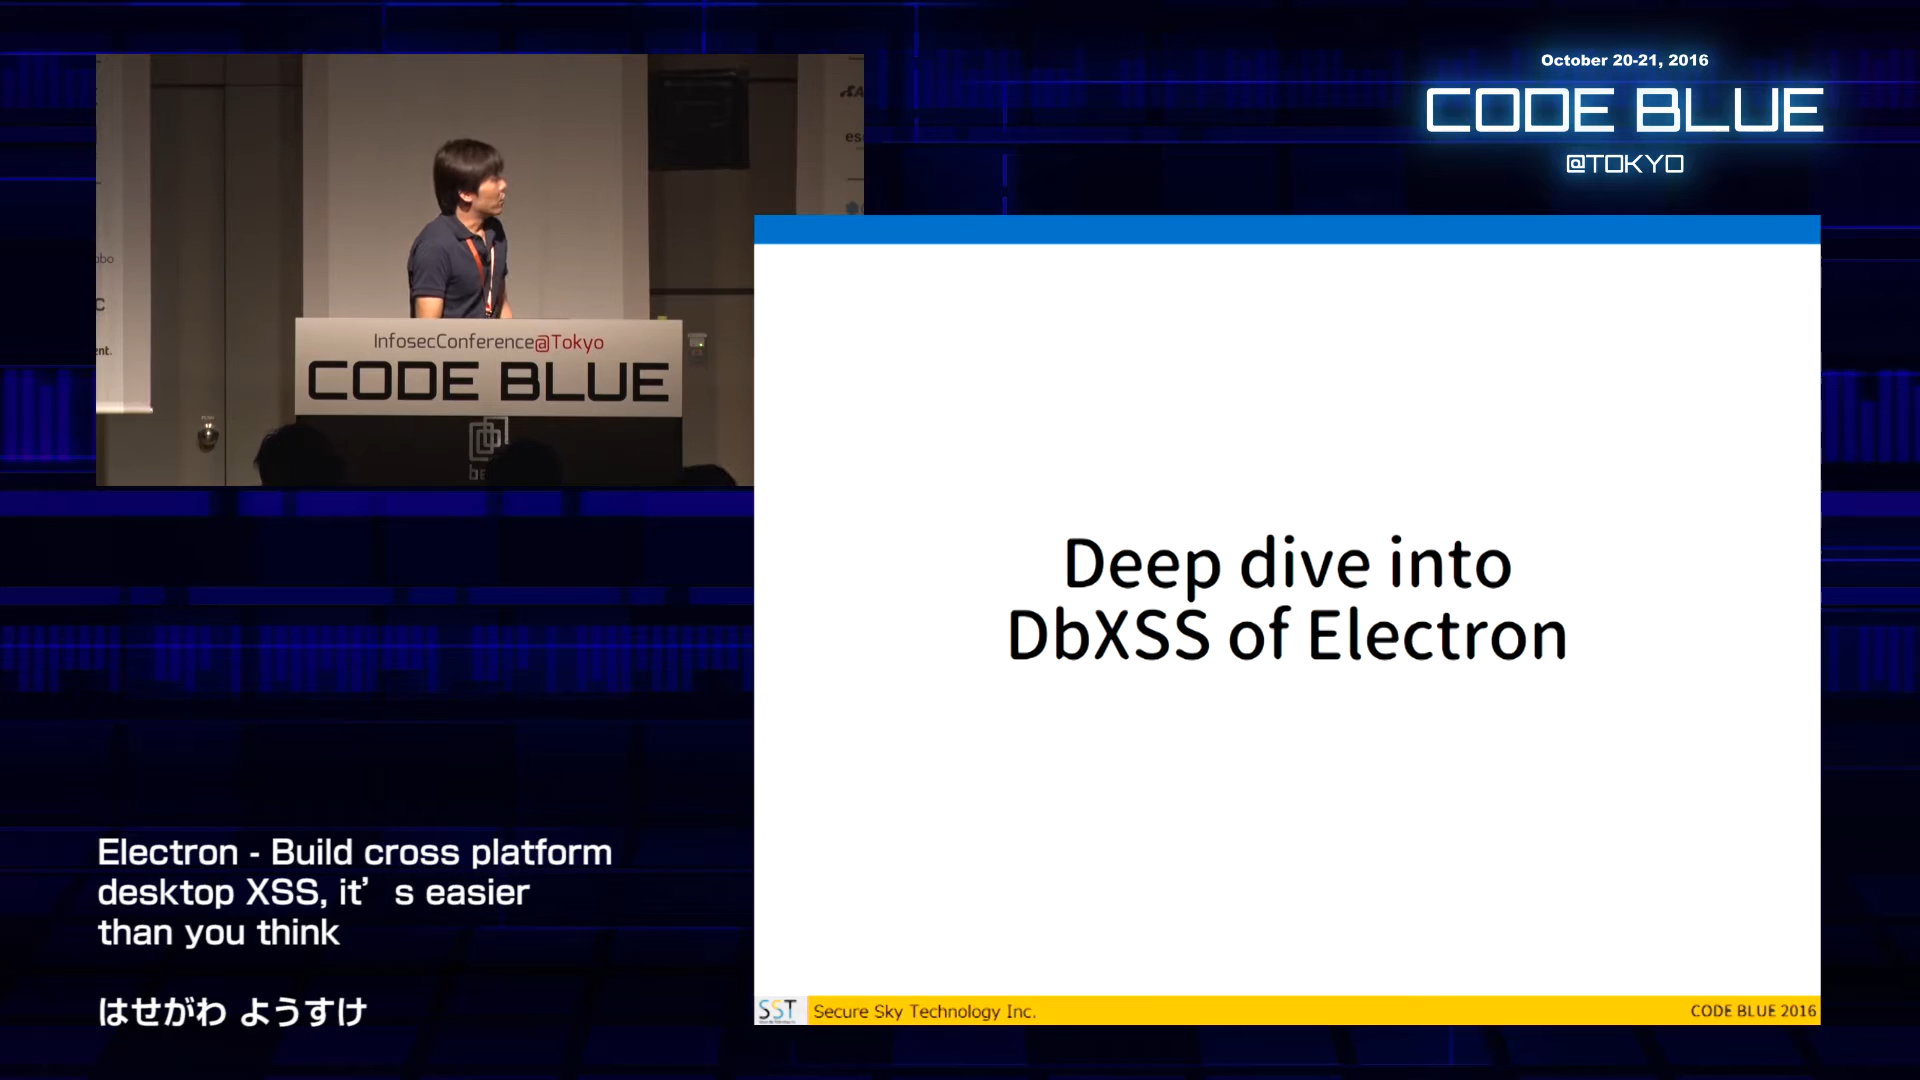 October 20-21, 2016
CODE BLUE
@TOKYO
InfosecConference@Tokyo
CODE BLUE
Deep dive into
DbXSS of Electron
Electron - Build cross platform
desktop XSS, it’s easier
than you think
はせがわ ようすけ
SST
Secure Sky Technology Inc.
CODE BLUE 2016